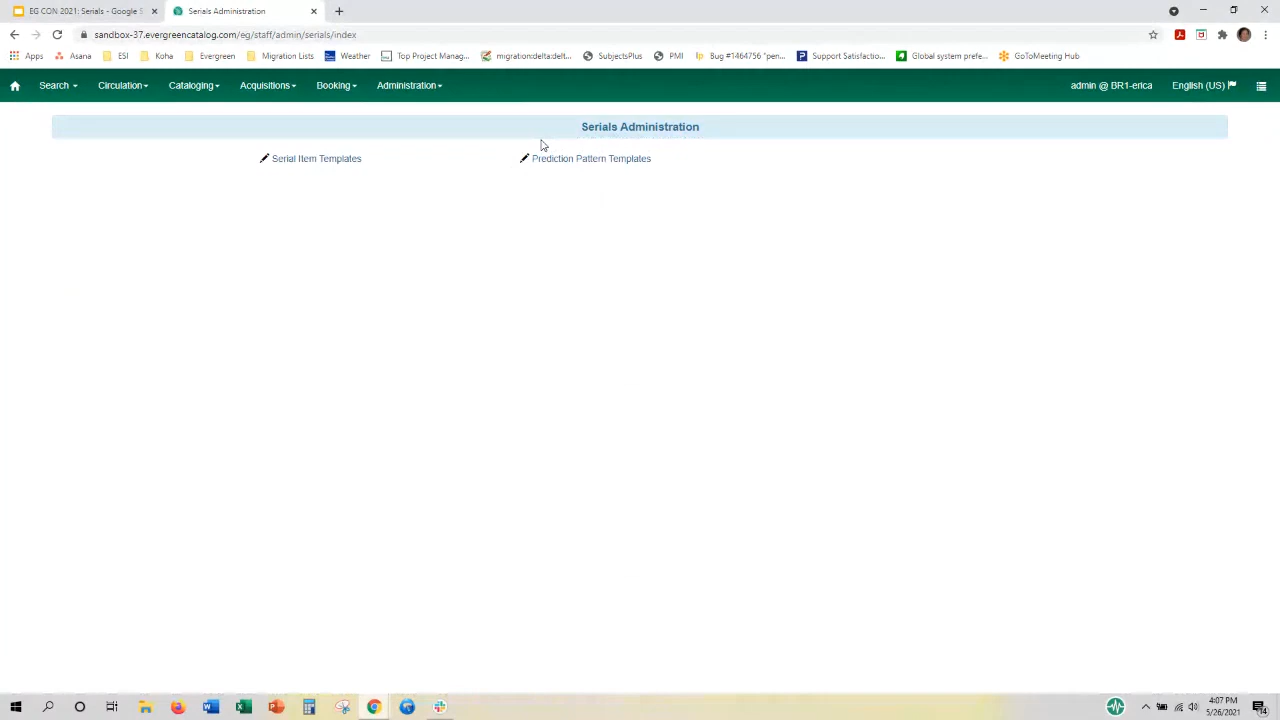 EG CON 2021: Serials - Google S
Serials Administration
sandbox-37.evergreencatalog.com/eg/staff/admin/serials/index
Apps Asana ESI Koha Evergreen Migration Lists Weather Top Project Manag... migration:delta:delt... SubjectsPlus PMI Bug #1464756 "pen... Support Satisfactio... Global system prefe... GoToMeeting Hub
Search Circulation Cataloging Acquisitions Booking Administration admin @ BR1-erica English (US)
Serials Administration
Serial Item Templates Prediction Pattern Templates
4:07 PM
5/26/2021